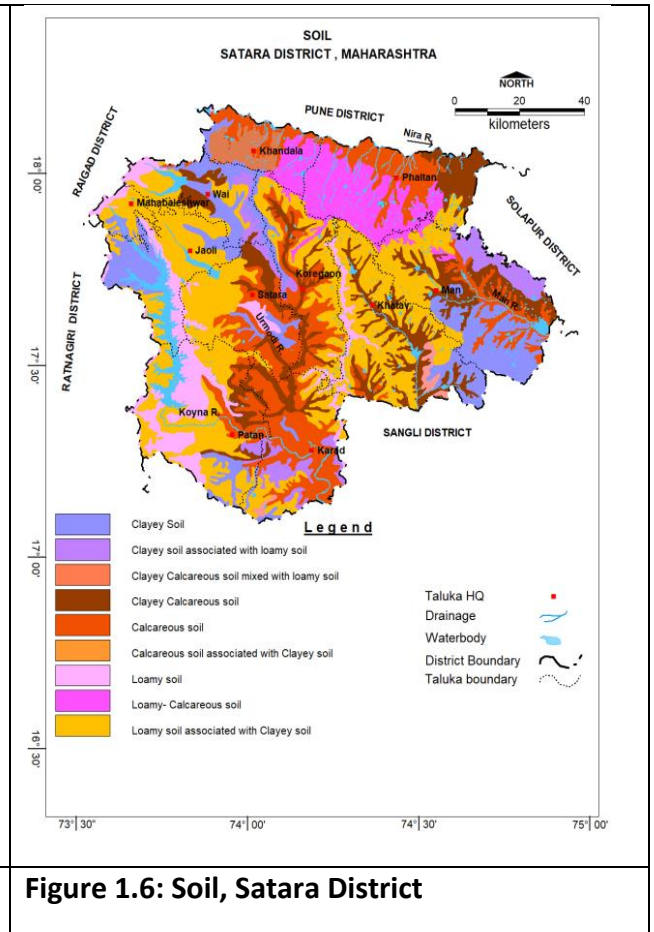 SOIL
SATARA DISTRICT , MAHARASHTRA
NORTH
0 20 40
kilometers
PUNE DISTRICT
Nira R.
RAIGAD DISTRICT
SOLAPUR DISTRICT
RATNAGIRI DISTRICT
SANGLI DISTRICT
18° 00'
17° 30'
17° 00'
16° 30'
Khandala
Phaltan
Wai
Mahabaleshwar
Jaoli
Koregaon
Satara
Man
Man R.
Khatav
Urmodi R.
Koyna R.
Patan
Karad
Legend
Clayey Soil
Clayey soil associated with loamy soil
Clayey Calcareous soil mixed with loamy soil
Clayey Calcareous soil
Calcareous soil
Calcareous soil associated with Clayey soil
Loamy soil
Loamy- Calcareous soil
Loamy soil associated with Clayey soil
Taluka HQ
Drainage
Waterbody
District Boundary
Taluka boundary
73° 30' 74° 00' 74° 30' 75° 00'
Figure 1.6: Soil, Satara District